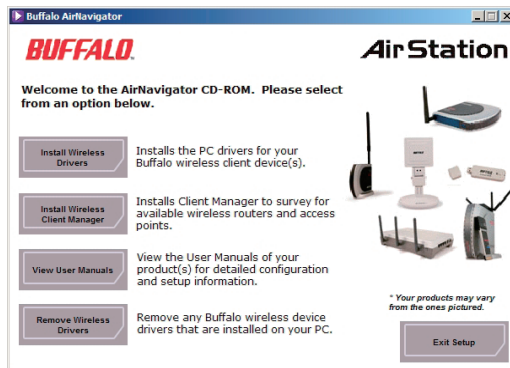 Buffalo AirNavigator
BUFFALO.
AirStation
Welcome to the AirNavigator CD-ROM. Please select
from an option below.
Install Wireless
Drivers
Installs the PC drivers for your
Buffalo wireless client device(s).
Install Wireless
Client Manager
Installs Client Manager to survey for
available wireless routers and access
points.
View User Manuals
View the User Manuals of your
product(s) for detailed configuration
and setup information.
Remove Wireless
Drivers
Remove any Buffalo wireless device
drivers that are installed on your PC.
* Your products may vary
from the ones pictured.
Exit Setup